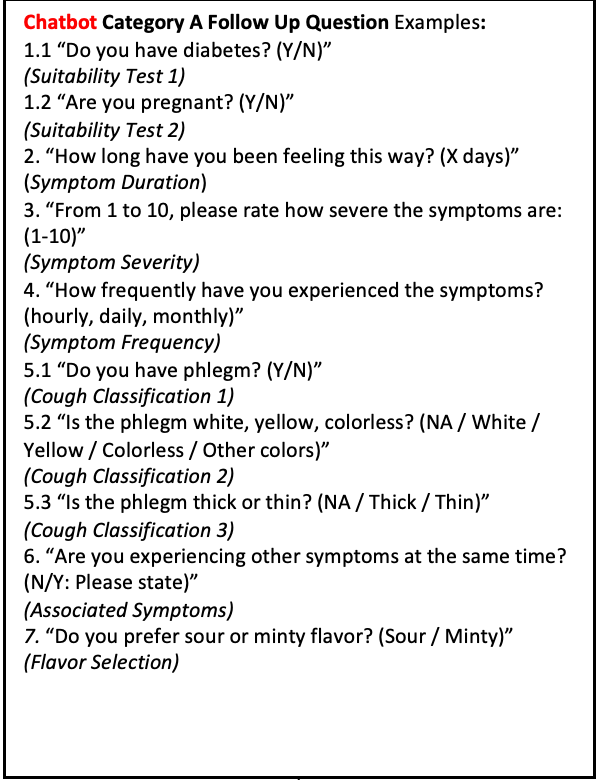 Chatbot Category A Follow Up Question Examples:
1.1 “Do you have diabetes? (Y/N)”
(Suitability Test 1)
1.2 “Are you pregnant? (Y/N)”
(Suitability Test 2)
2. “How long have you been feeling this way? (X days)”
(Symptom Duration)
3. “From 1 to 10, please rate how severe the symptoms are:
(1-10)”
(Symptom Severity)
4. “How frequently have you experienced the symptoms?
(hourly, daily, monthly)”
(Symptom Frequency)
5.1 “Do you have phlegm? (Y/N)”
(Cough Classification 1)
5.2 “Is the phlegm white, yellow, colorless? (NA / White /
Yellow / Colorless / Other colors)”
(Cough Classification 2)
5.3 “Is the phlegm thick or thin? (NA / Thick / Thin)”
(Cough Classification 3)
6. “Are you experiencing other symptoms at the same time?
(N/Y: Please state)”
(Associated Symptoms)
7. “Do you prefer sour or minty flavor? (Sour / Minty)”
(Flavor Selection)